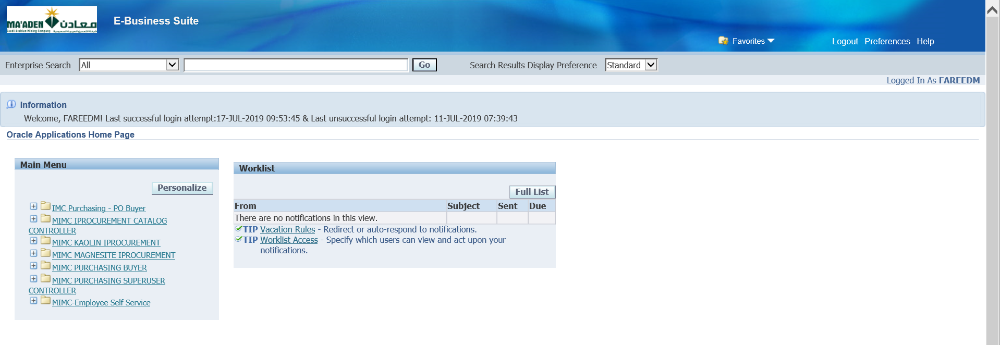 MA'ADEN معادن
Saudi Arabian Mining Company شركة التعدين العربية السعودية
E-Business Suite
Favorites
Logout Preferences Help
Enterprise Search All Go Search Results Display Preference Standard
Logged In As FAREEDM
Information
Welcome, FAREEDM! Last successful login attempt:17-JUL-2019 09:53:45 & Last unsuccessful login attempt: 11-JUL-2019 07:39:43
Oracle Applications Home Page
Main Menu
Personalize
IMC Purchasing - PO Buyer
MIMC IPROCUREMENT CATALOG
CONTROLLER
MIMC KAOLIN IPROCUREMENT
MIMC MAGNESITE IPROCUREMENT
MIMC PURCHASING BUYER
MIMC PURCHASING SUPERUSER
CONTROLLER
MIMC-Employee Self Service
Worklist
Full List
From Subject Sent Due
There are no notifications in this view.
TIP Vacation Rules - Redirect or auto-respond to notifications.
TIP Worklist Access - Specify which users can view and act upon your
notifications.